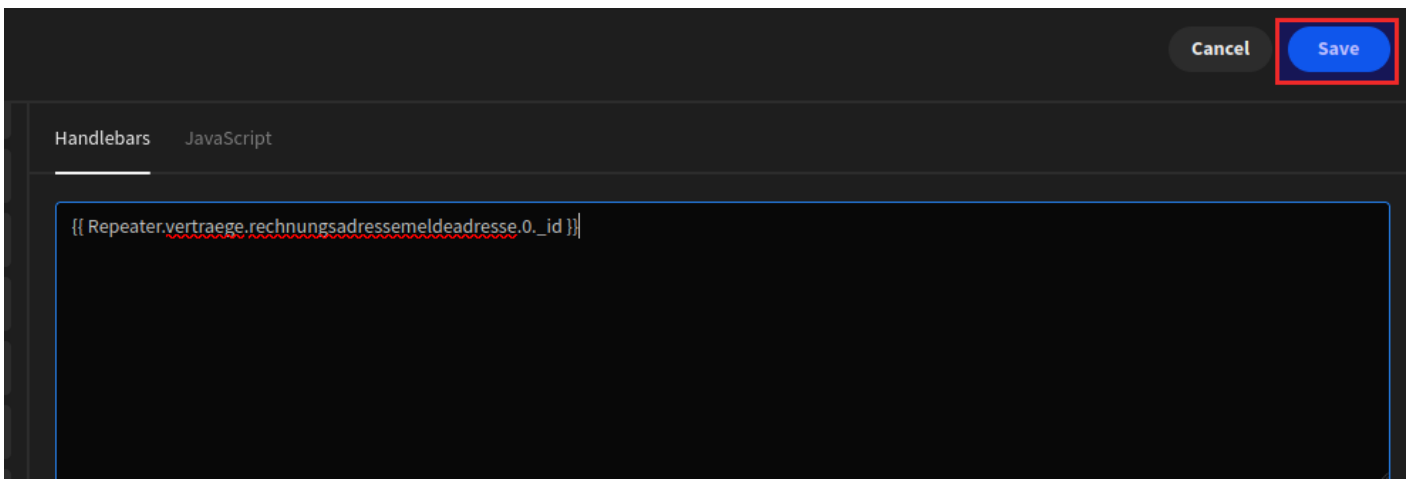 Cancel Save
Handlebars JavaScript
{{ Repeater.vertraege.rechnungsadressemeldeadresse.0._id }}